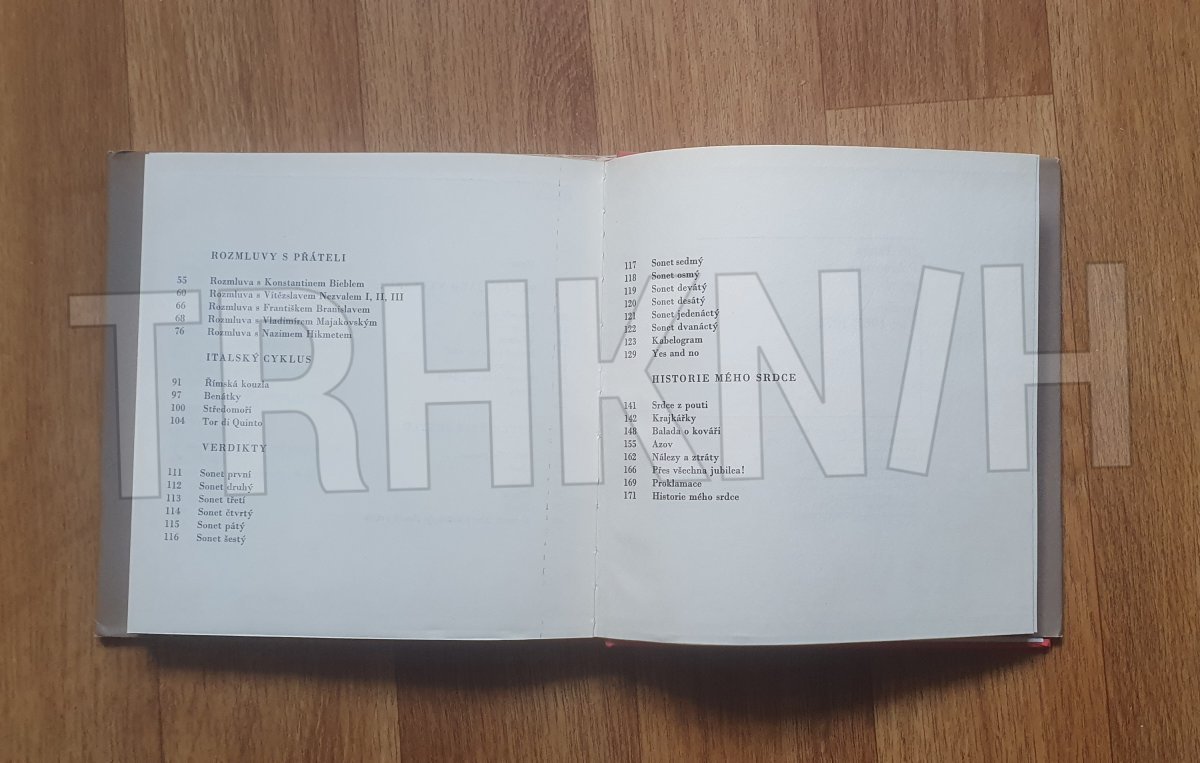 ROZMLUVY S PŘÁTELI
55 Rozmluva s Konstantinem Bieblem
60 Rozmluva s Vítězslavem Nezvalem I, II, III
66 Rozmluva s Františkem Branislavem
68 Rozmluva s Vladimírem Majakovským
76 Rozmluva s Nazimem Hikmetem
ITALSKÝ CYKLUS
91 Římská kouzla
97 Benátky
100 Středomoří
104 Tor di Quinto
VERDIKTY
111 Sonet první
112 Sonet druhý
113 Sonet třetí
114 Sonet čtvrtý
115 Sonet pátý
116 Sonet šestý
117 Sonet sedmý
118 Sonet osmý
119 Sonet devátý
120 Sonet desátý
121 Sonet jedenáctý
122 Sonet dvanáctý
123 Kabelogram
129 Yes and no
HISTORIE MÉHO SRDCE
141 Srdce z pouti
142 Krajkářky
148 Balada o kováři
155 Azov
162 Nálezy a ztráty
166 Přes všechna jubilea!
169 Proklamace
171 Historie mého srdce
TRHKN/H